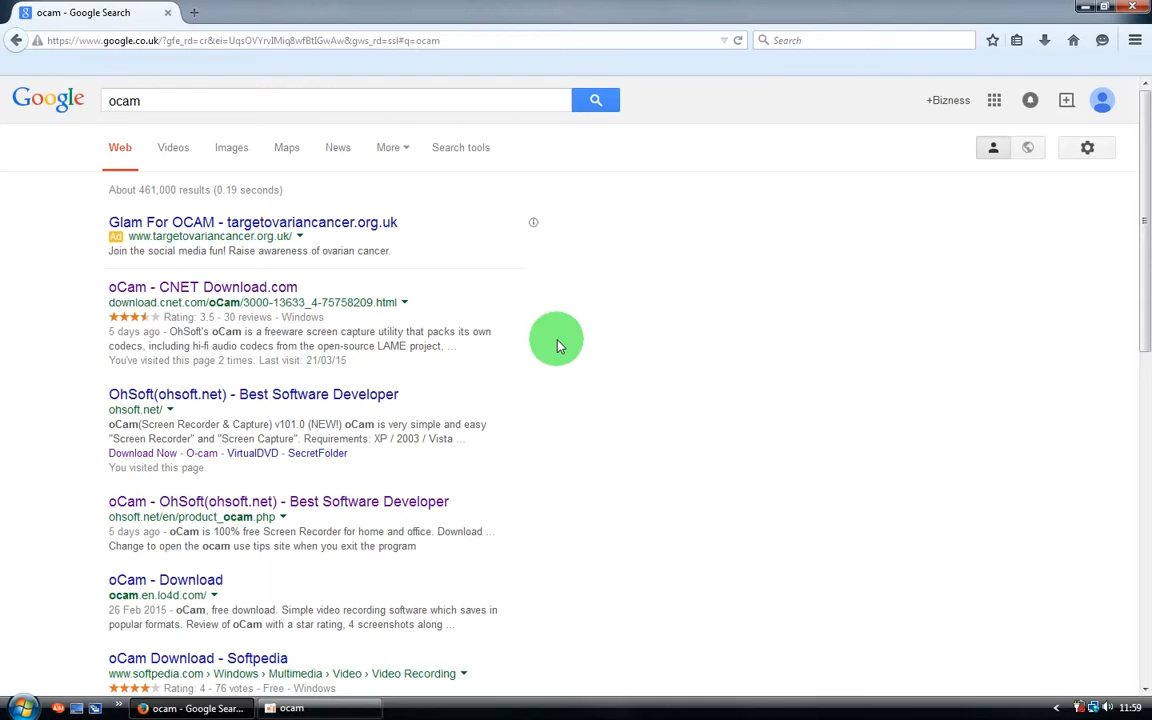 ocam - Google Search
https://www.google.co.uk/?gfe_rd=cr&ei=UqsOVYrvIMiq8wfBtIGwAw&gws_rd=ssl#q=ocam
Search
Google
ocam
+Bizness
Web
Videos
Images
Maps
News
More
Search tools
About 461,000 results (0.19 seconds)
Glam For OCAM - targetovariancancer.org.uk
Ad www.targetovariancancer.org.uk/
Join the social media fun! Raise awareness of ovarian cancer.
oCam - CNET Download.com
download.cnet.com/oCam/3000-13633_4-75758209.html
Rating: 3.5 - 30 reviews - Windows
5 days ago - OhSoft's oCam is a freeware screen capture utility that packs its own
codecs, including hi-fi audio codecs from the open-source LAME project, ...
You've visited this page 2 times. Last visit: 21/03/15
OhSoft(ohsoft.net) - Best Software Developer
ohsoft.net/
oCam(Screen Recorder & Capture) v101.0 (NEW!) oCam is very simple and easy
"Screen Recorder" and "Screen Capture". Requirements: XP / 2003 / Vista ...
Download Now - O-cam - VirtualDVD - SecretFolder
You visited this page.
oCam - OhSoft(ohsoft.net) - Best Software Developer
ohsoft.net/en/product_ocam.php
5 days ago - oCam is 100% free Screen Recorder for home and office. Download ...
Change to open the ocam use tips site when you exit the program
oCam - Download
ocam.en.lo4d.com/
26 Feb 2015 - oCam, free download. Simple video recording software which saves in
popular formats. Review of oCam with a star rating, 4 screenshots along ...
oCam Download - Softpedia
www.softpedia.com › Windows › Multimedia › Video › Video Recording
Rating: 4 - 76 votes - Free - Windows
ocam - Google Sear...
ocam
11:59